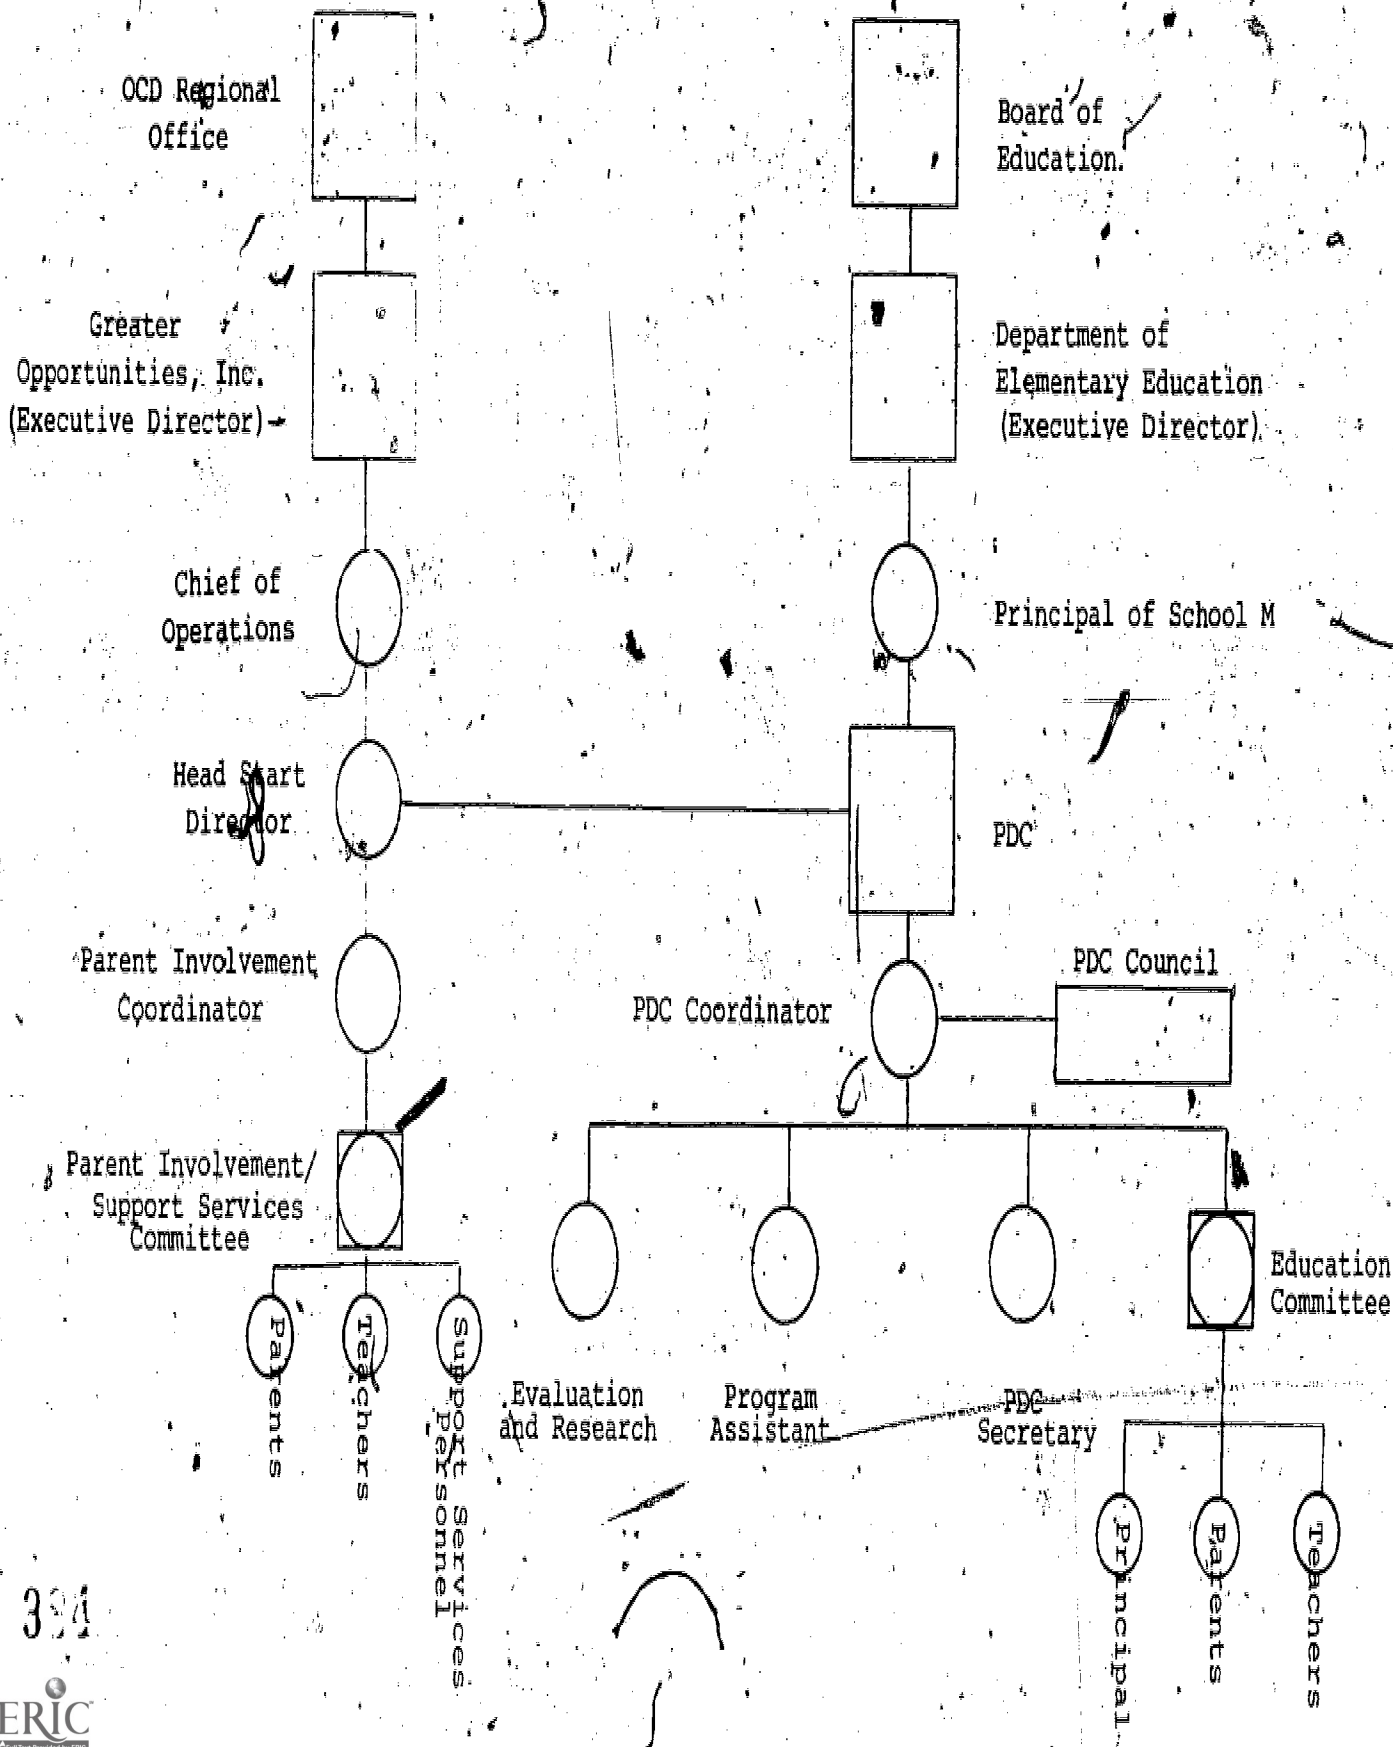 OCD Regional
Office
Board of
Education.
Greater
Opportunities, Inc.
(Executive Director)
Department of
Elementary Education
(Executive Director)
Chief of
Operations
Principal of School M
Head Start
Director
PDC
Parent Involvement
Coordinator
PDC Coordinator
PDC Council
Parent Involvement/
Support Services
Committee
Education
Committee
Parents
Teachers
Support Services
Personnel
Evaluation
and Research
Program
Assistant
PDC
Secretary
Principal
Parents
Teachers
394
ERIC